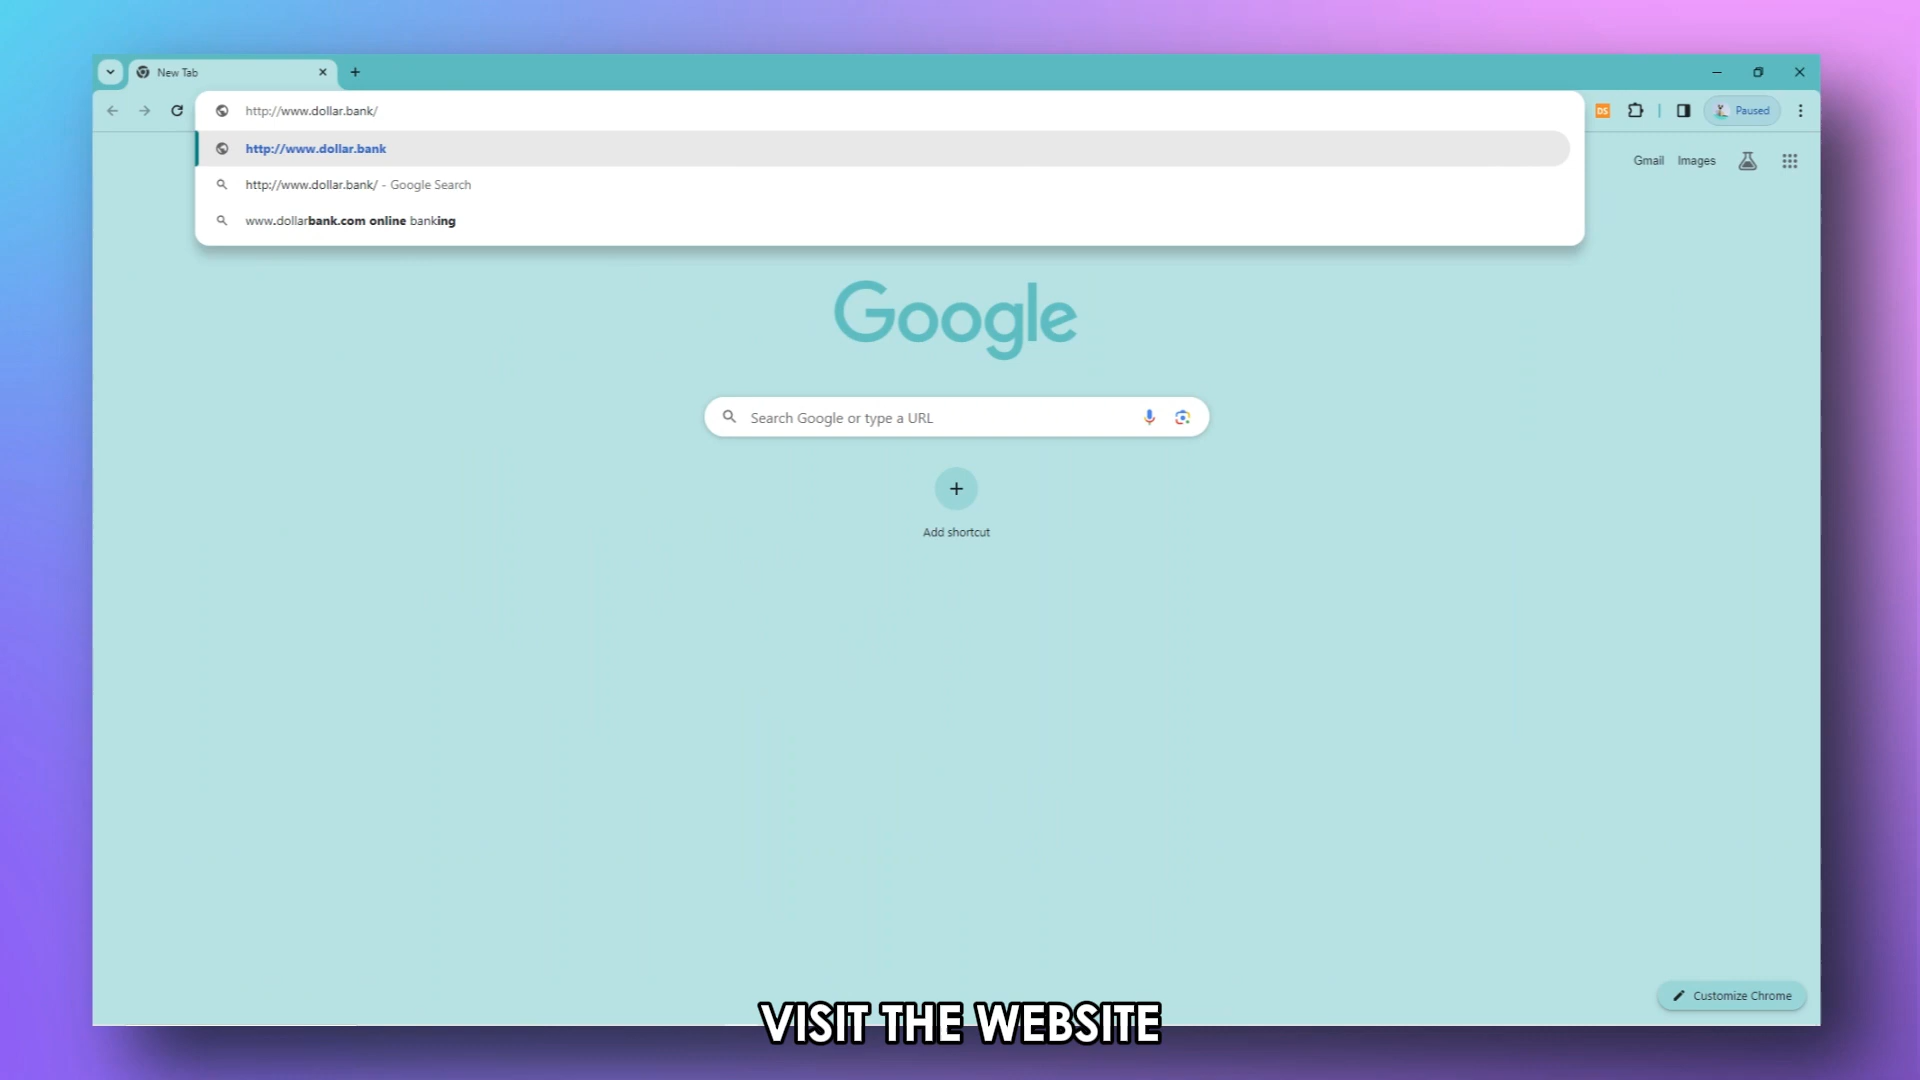 New Tab
http://www.dollar.bank/
DS
Paused
http://www.dollar.bank
http://www.dollar.bank/ - Google Search
www.dollarbank.com online banking
Gmail Images
Google
Search Google or type a URL
Add shortcut
Customize Chrome
VISIT THE WEBSITE